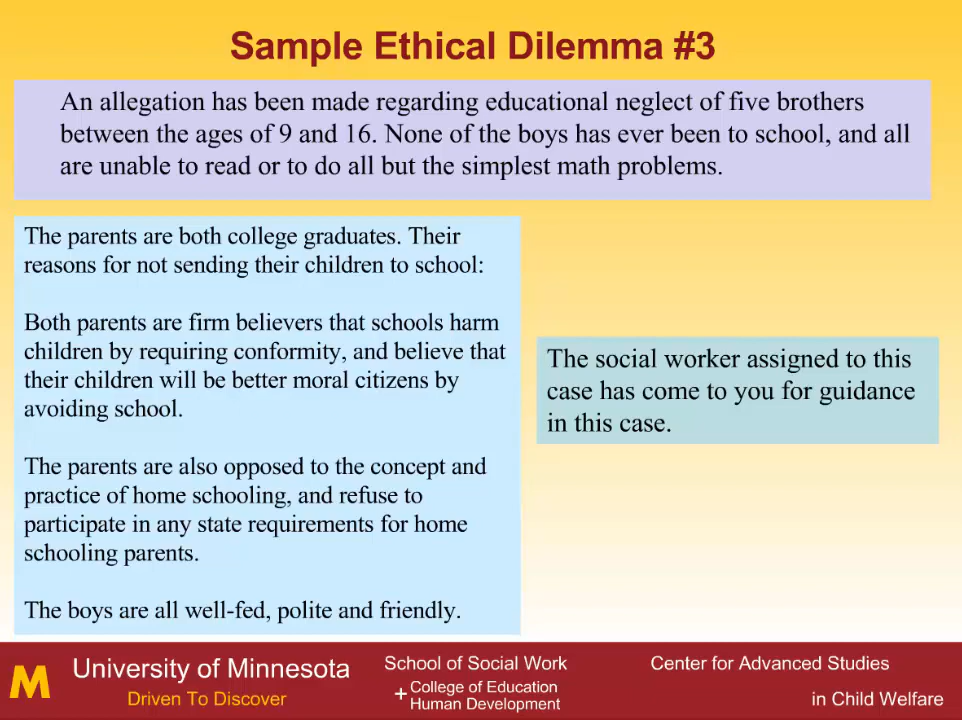 Sample Ethical Dilemma #3
An allegation has been made regarding educational neglect of five brothers
between the ages of 9 and 16. None of the boys has ever been to school, and all
are unable to read or to do all but the simplest math problems.
The parents are both college graduates. Their
reasons for not sending their children to school:
Both parents are firm believers that schools harm
children by requiring conformity, and believe that
their children will be better moral citizens by
avoiding school.
The parents are also opposed to the concept and
practice of home schooling, and refuse to
participate in any state requirements for home
schooling parents.
The boys are all well-fed, polite and friendly.
The social worker assigned to this
case has come to you for guidance
in this case.
M
University of Minnesota
Driven To Discover
School of Social Work
+ College of Education
Human Development
Center for Advanced Studies
in Child Welfare